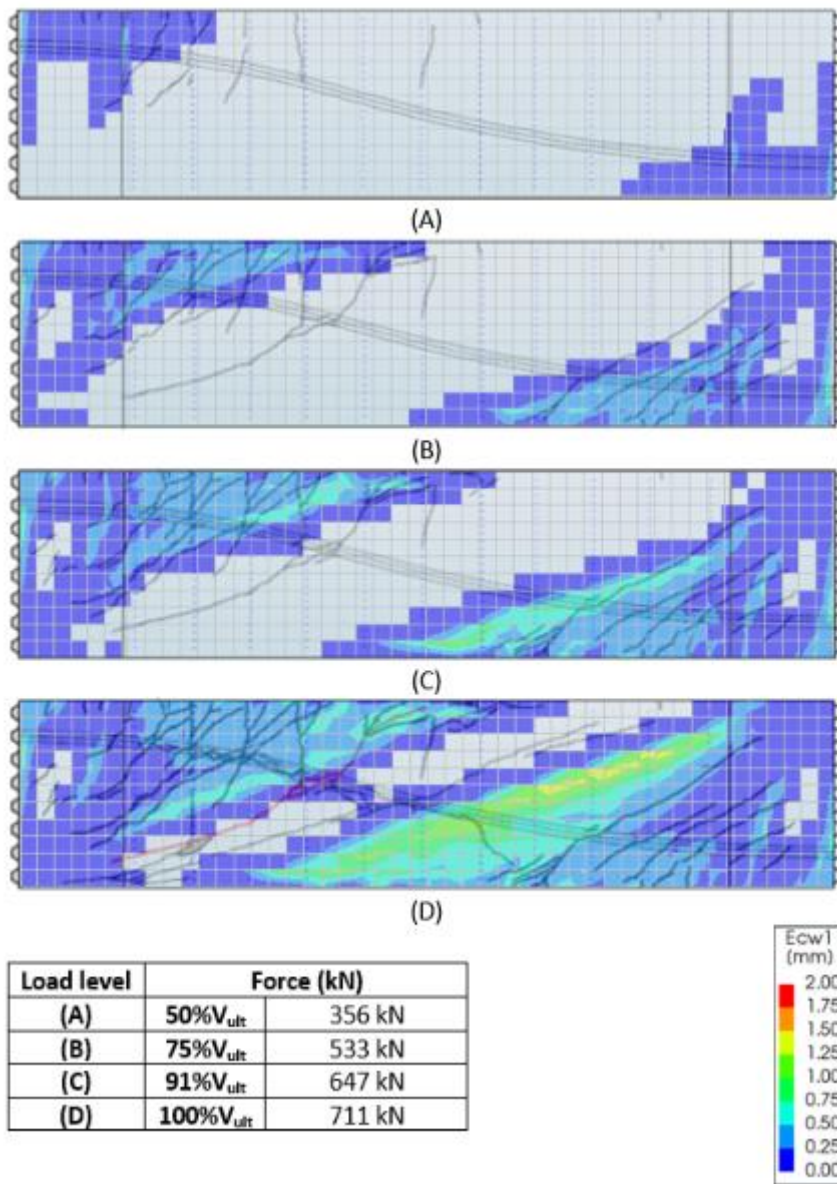 (A)
(B)
(C)
(D)
Load level Force (kN)
(A) 50%Vult 356 kN
(B) 75%Vult 533 kN
(C) 91%Vult 647 kN
(D) 100%Vult 711 kN
Ecw1
(mm)
2.00
1.75
1.50
1.25
1.00
0.75
0.50
0.25
0.00